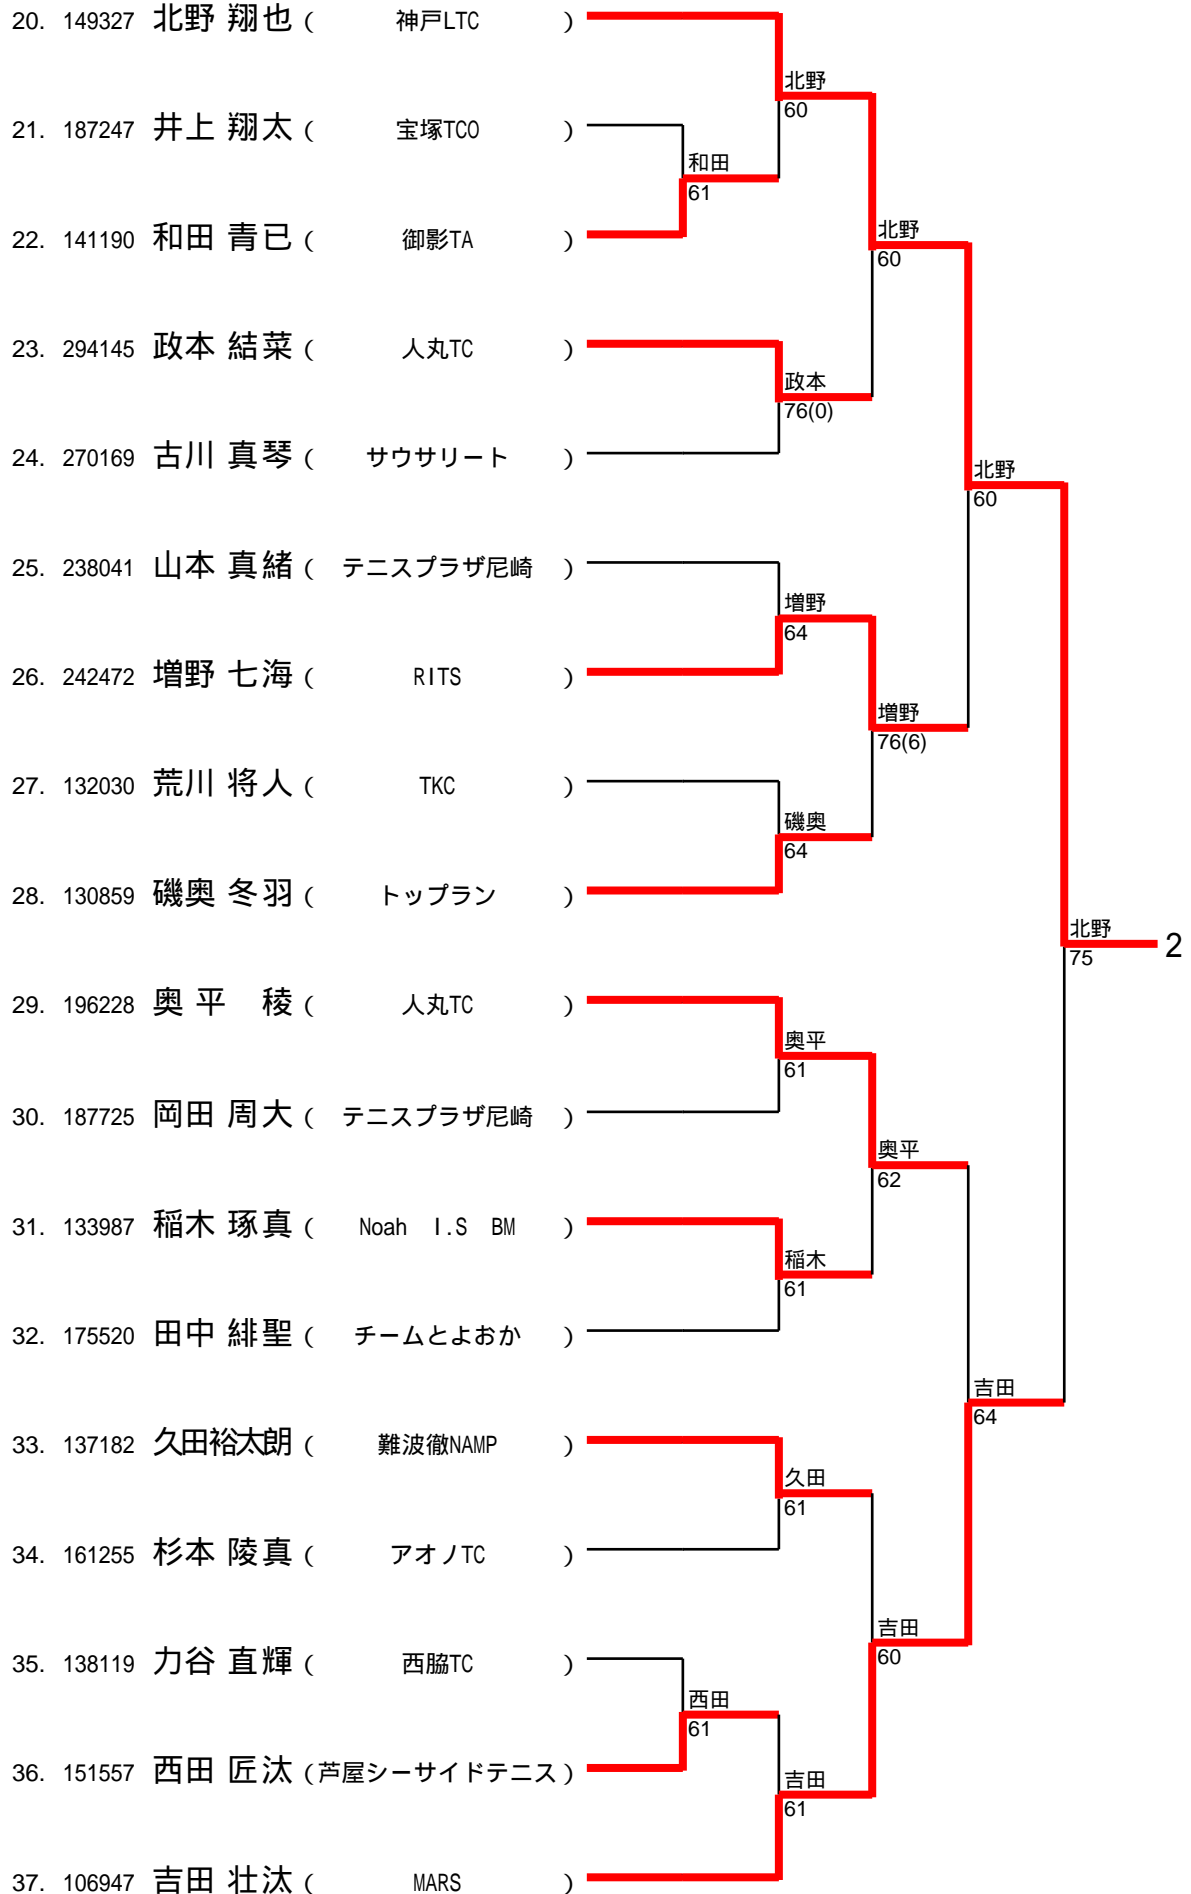 20. 149327 北野 翔也 ( 神戸LTC )
北野
60
21. 187247 井上 翔太 ( 宝塚TCO )
和田
61
22. 141190 和田 青已 ( 御影TA )
北野
60
23. 294145 政本 結菜 ( 人丸TC )
政本
76(0)
24. 270169 古川 真琴 ( サウサリート )
北野
60
25. 238041 山本 真緒 ( テニスプラザ尼崎 )
増野
64
26. 242472 増野 七海 ( RITS )
増野
76(6)
27. 132030 荒川 将人 ( TKC )
磯奥
64
28. 130859 磯奥 冬羽 ( トップラン )
北野
75
2
29. 196228 奥平 稜 ( 人丸TC )
奥平
61
30. 187725 岡田 周大 ( テニスプラザ尼崎 )
奥平
62
31. 133987 稲木 琢真 ( Noah I.S BM )
稲木
61
32. 175520 田中 緋聖 ( チームとよおか )
吉田
64
33. 137182 久田裕太朗 ( 難波徹NAMP )
久田
61
34. 161255 杉本 陵真 ( アオノTC )
吉田
60
35. 138119 力谷 直輝 ( 西脇TC )
西田
61
36. 151557 西田 匠汰 (芦屋シーサイドテニス )
吉田
61
37. 106947 吉田 壮汰 ( MARS )